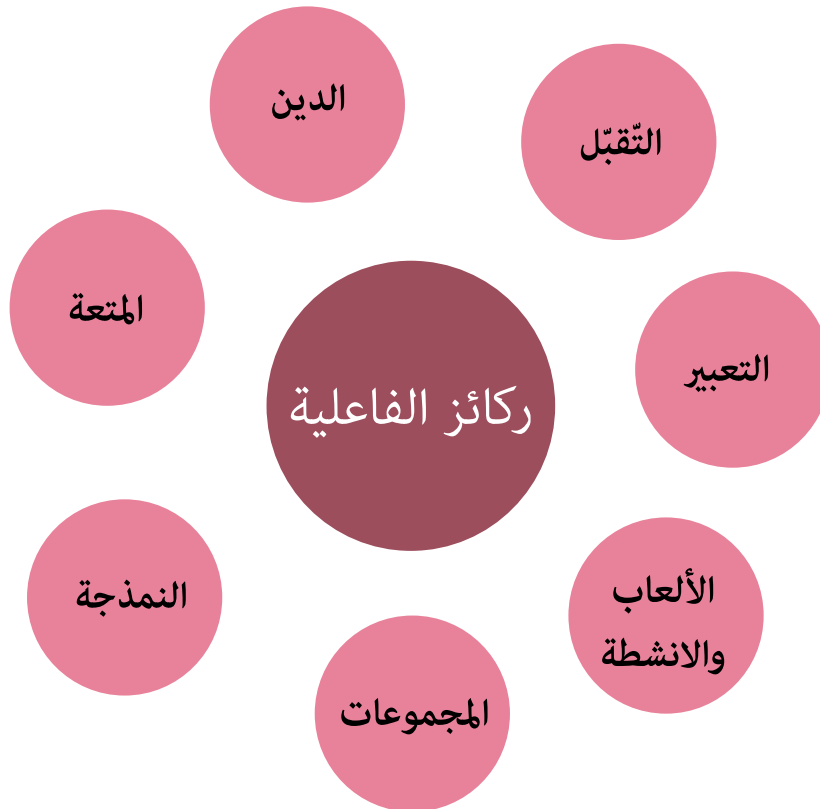 ركائز الفاعلية
الدين
التّقبّل
التعبير
الألعاب
والانشطة
المجموعات
النمذجة
المتعة